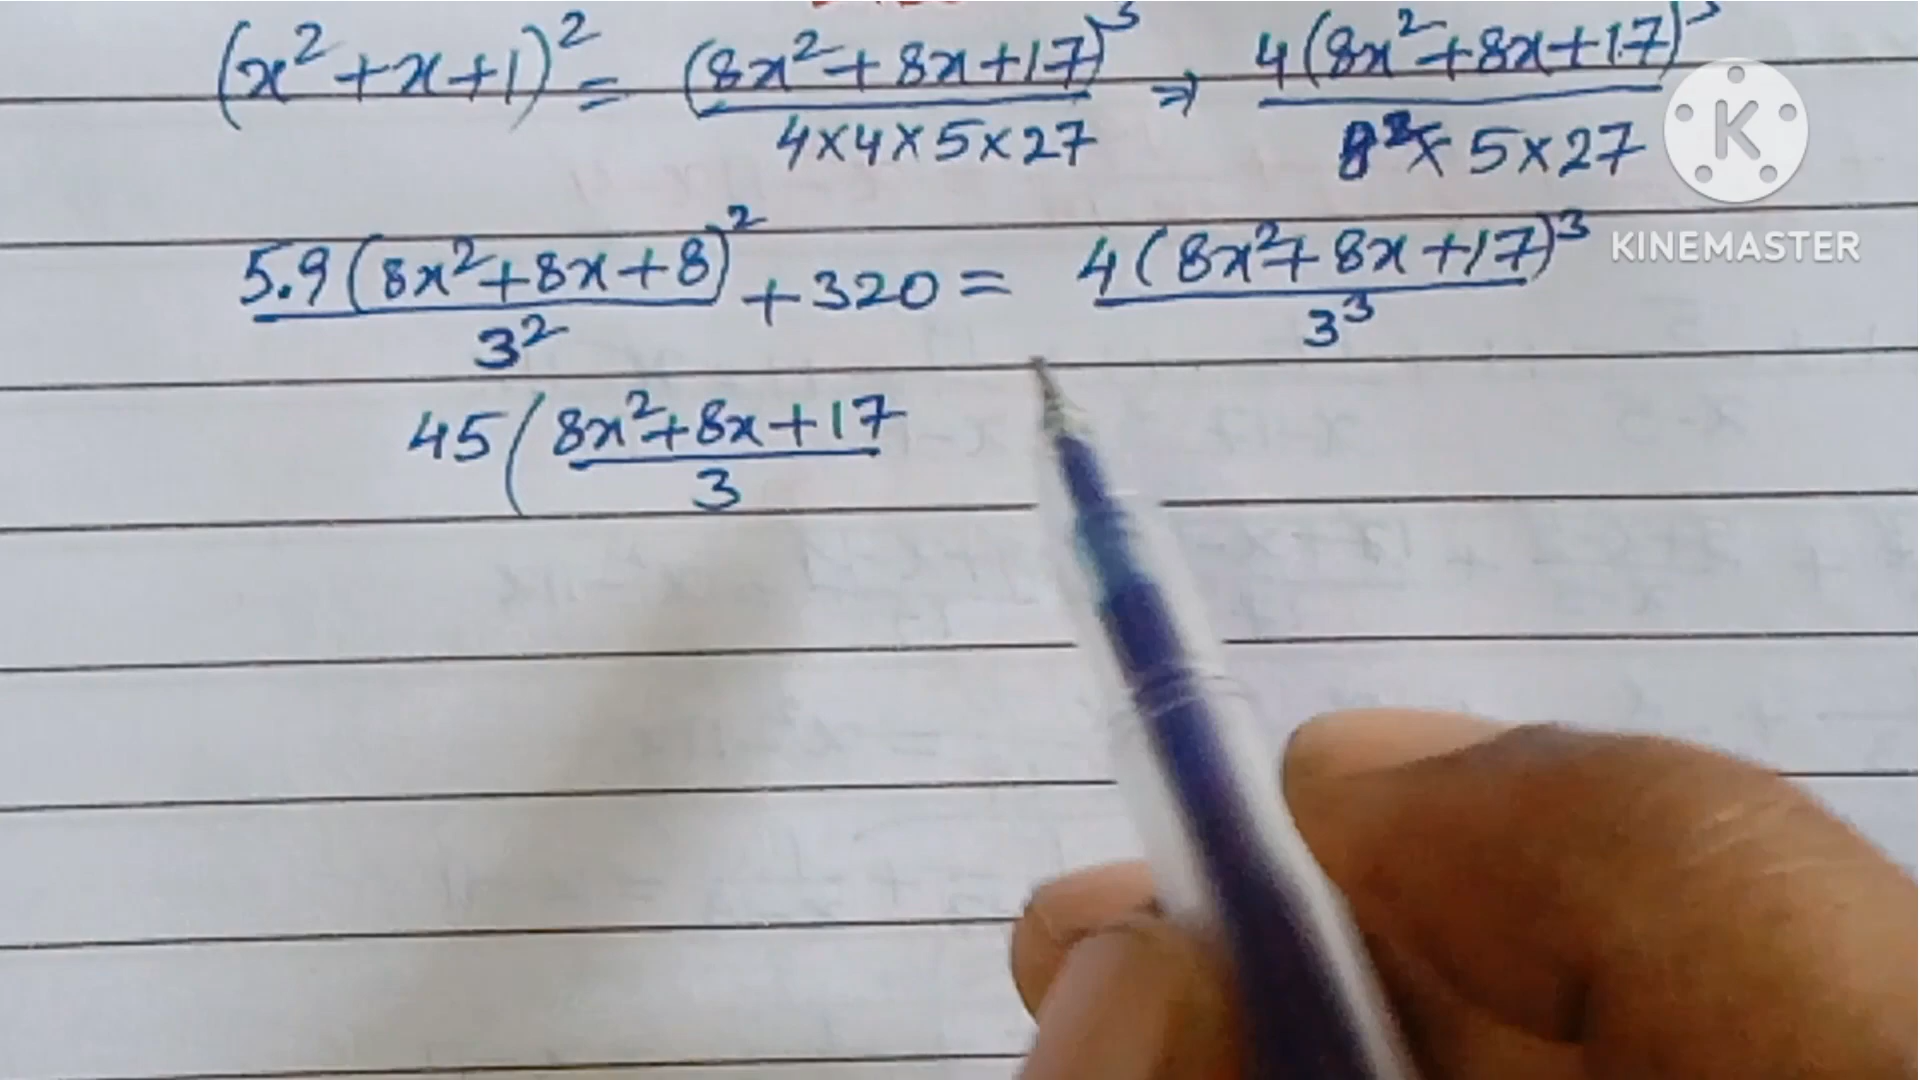 (x²+x+1)² = (8x²+8x+17)³ / 4×4×5×27 ⇒ 4(8x²+8x+17)³ / 8²× 5×27
5.9(8x²+8x+8)² / 3² +320 = 4(8x²+8x+17)³ / 3³
45(8x²+8x+17 / 3
K
KINEMASTER